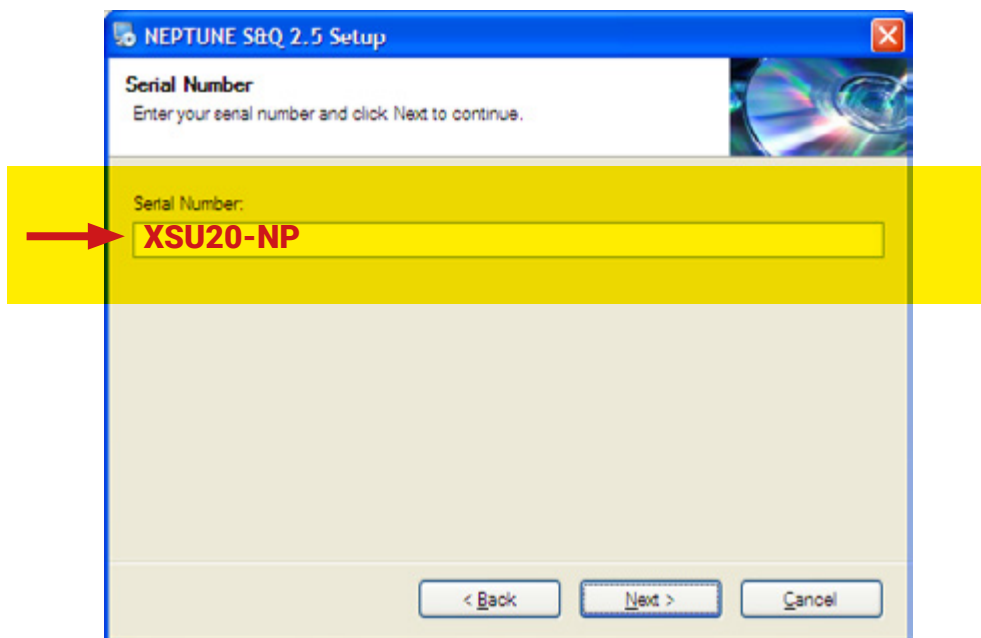 NEPTUNE S&Q 2.5 Setup
Serial Number
Enter your serial number and click Next to continue.
Serial Number:
XSU20-NP
< Back
Next >
Cancel